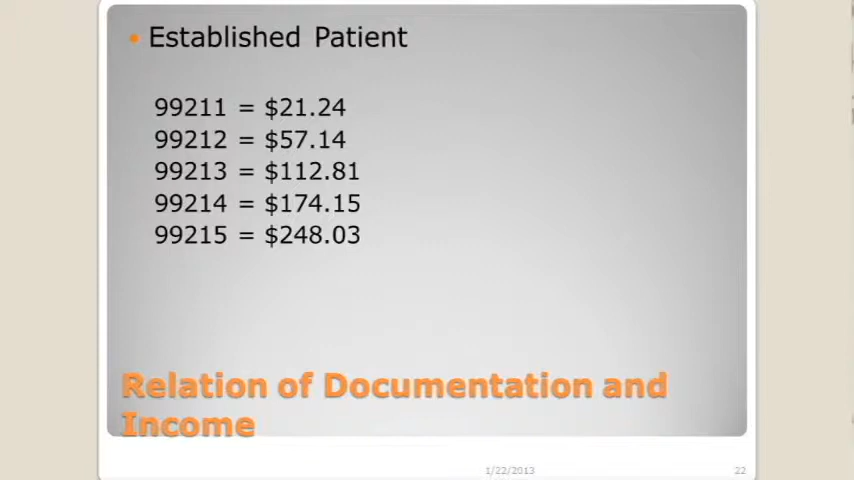 Established Patient
99211 = $21.24
99212 = $57.14
99213 = $112.81
99214 = $174.15
99215 = $248.03
Relation of Documentation and
Income
1/22/2013
22